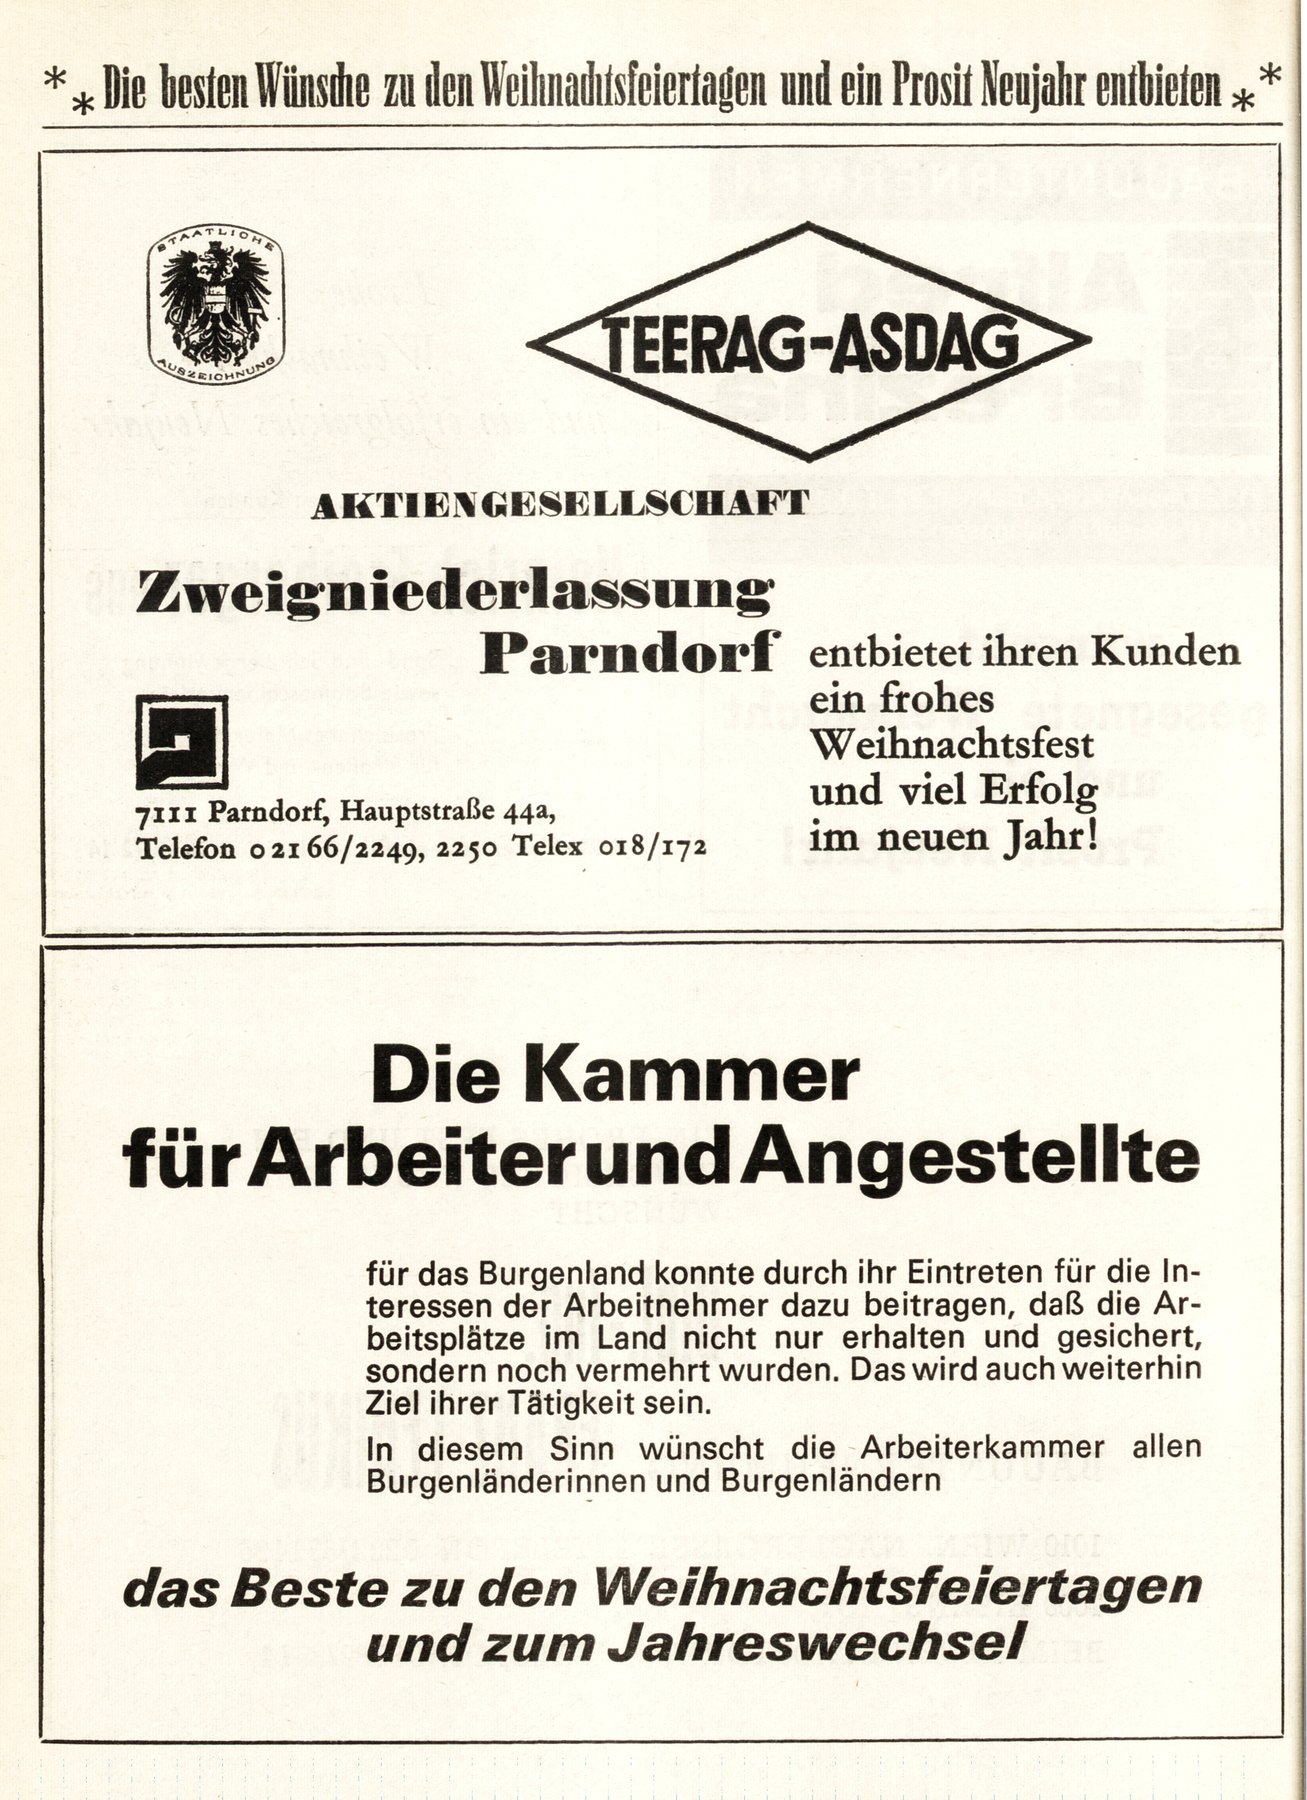 * * Die besten Wünsche zu den Weihnachtsfeiertagen und ein Prosit Neujahr entbieten * *
STAATLICHE
AUSZEICHNUNG
TEERAG-ASDAG
AKTIENGESELLSCHAFT
Zweigniederlassung
Parndorf
entbietet ihren Kunden
ein frohes
Weihnachtsfest
und viel Erfolg
im neuen Jahr!
7111 Parndorf, Hauptstraße 44a,
Telefon 0 21 66/2249, 2250 Telex 018/172
Die Kammer
für Arbeiter und Angestellte
für das Burgenland konnte durch ihr Eintreten für die In-
teressen der Arbeitnehmer dazu beitragen, daß die Ar-
beitsplätze im Land nicht nur erhalten und gesichert,
sondern noch vermehrt wurden. Das wird auch weiterhin
Ziel ihrer Tätigkeit sein.
In diesem Sinn wünscht die Arbeiterkammer allen
Burgenländerinnen und Burgenländern
das Beste zu den Weihnachtsfeiertagen
und zum Jahreswechsel